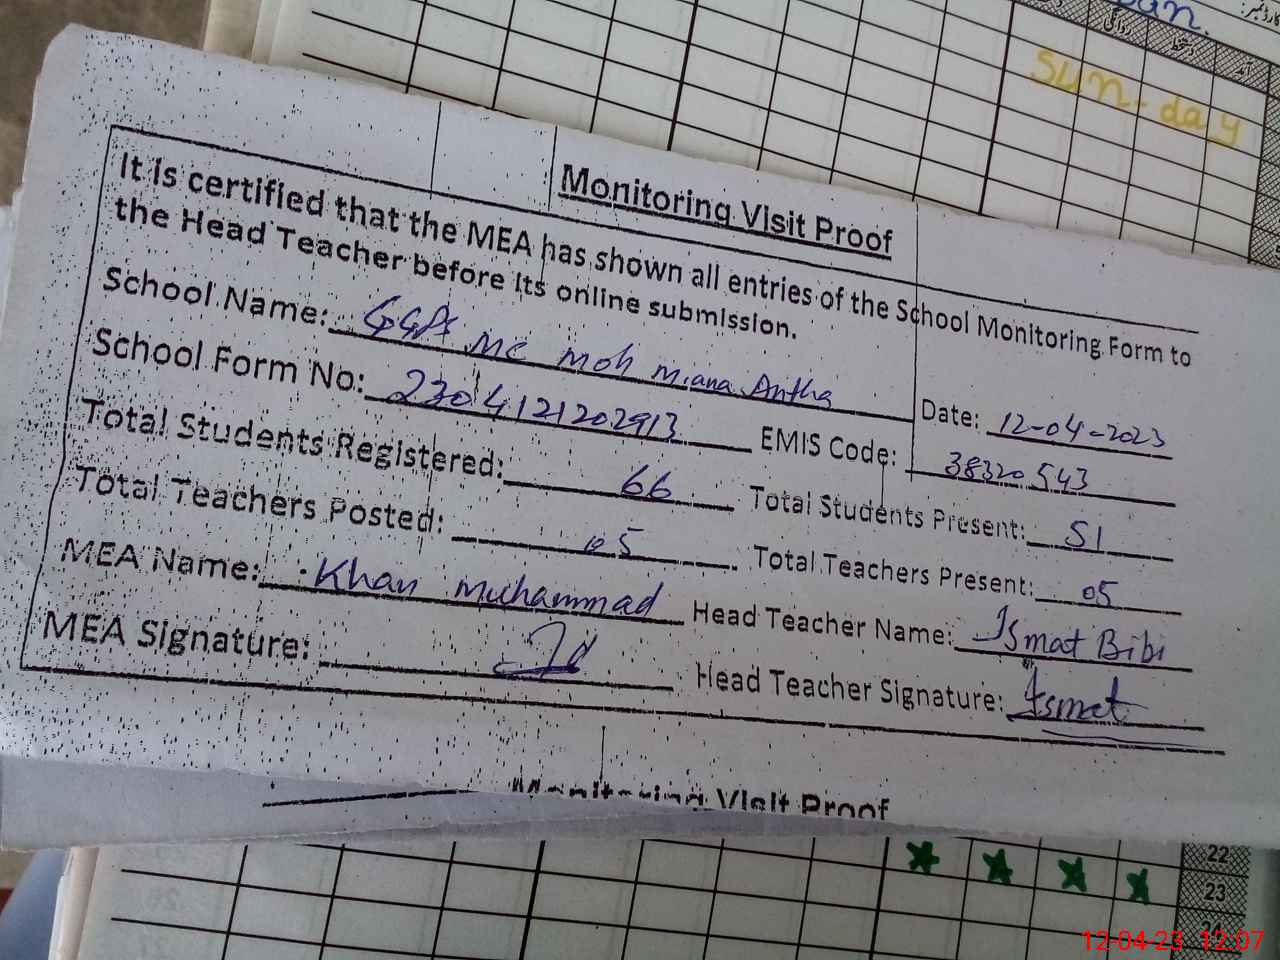 Sun-day
Monitoring Visit Proof
It is certified that the MEA has shown all entries of the School Monitoring Form to
the Head Teacher before its online submission.
School Name: GGPS MC Moh Miana Antha Date: 12-04-2023
School Form No: 2304121202913 EMIS Code: 38320543
Total Students Registered: 66 Total Students Present: 51
Total Teachers Posted: 05 Total Teachers Present: 05
MEA Name: Khan Muhammad Head Teacher Name: Ismat Bibi
MEA Signature: Head Teacher Signature: Ismat
Monitoring Visit Proof
22
23
12-04-23 12:07